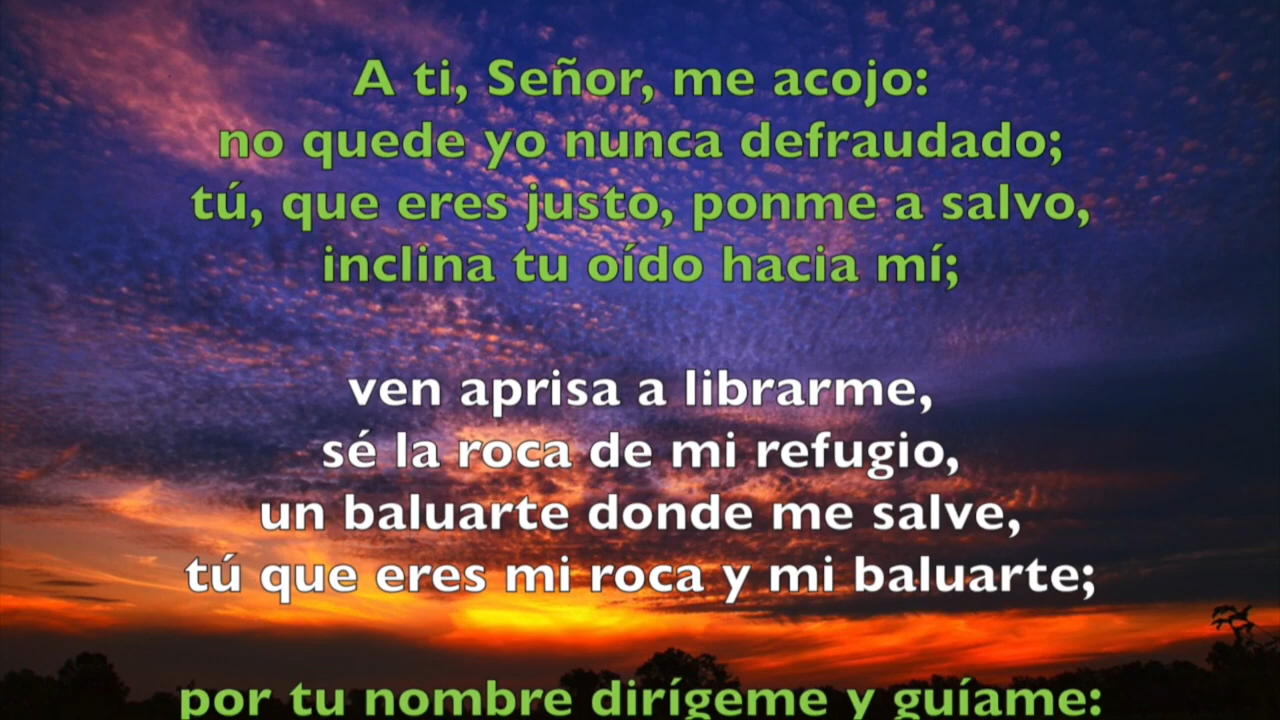 A ti, Señor, me acojo:
no quede yo nunca defraudado;
tú, que eres justo, ponme a salvo,
inclina tu oído hacia mí;
ven aprisa a librarme,
sé la roca de mi refugio,
un baluarte donde me salve,
tú que eres mi roca y mi baluarte;
por tu nombre dirígeme y guíame: